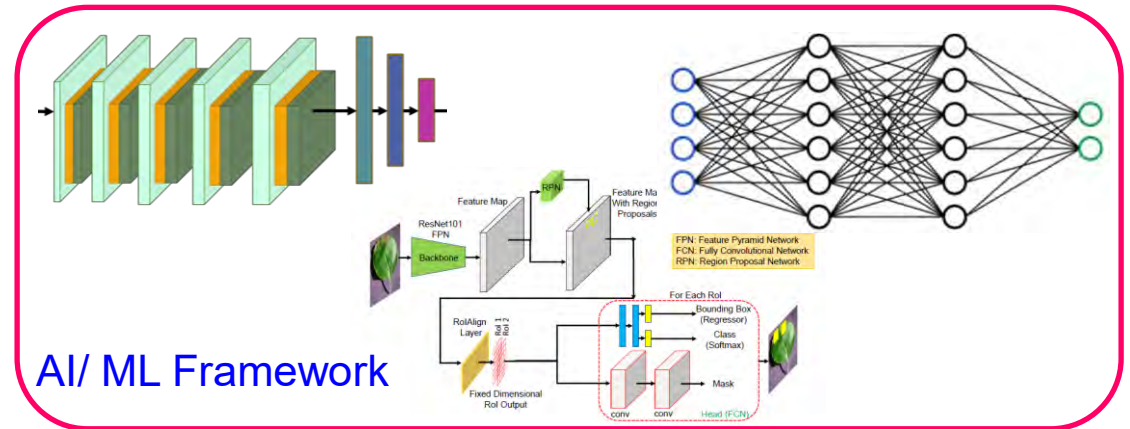 RPN
Feature Map
Feature Ma
With Region
Proposals
ResNet101
FPN
Backbone
FPN: Feature Pyramid Network
FCN: Fully Convolutional Network
RPN: Region Proposal Network
For Each RoI
Bounding Box
(Regressor)
Class
(Softmax)
RoIAlign
Layer
RoI 1
RoI 2
Mask
Fixed Dimensional
RoI Output
conv
conv
Head (FCN)
AI/ ML Framework